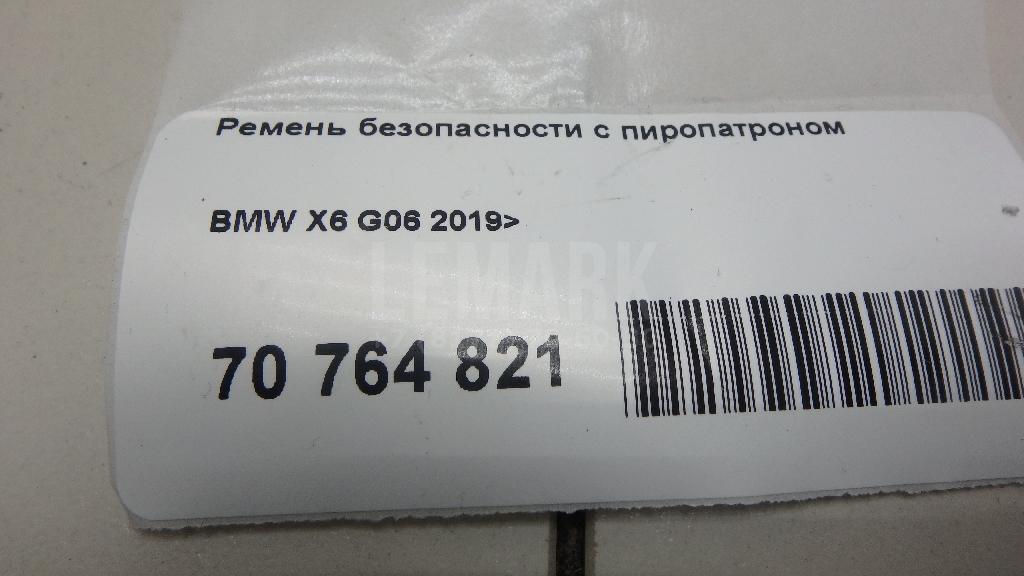 Ремень безопасности с пиропатроном
BMW X6 G06 2019>
LEMARK
70 764 821